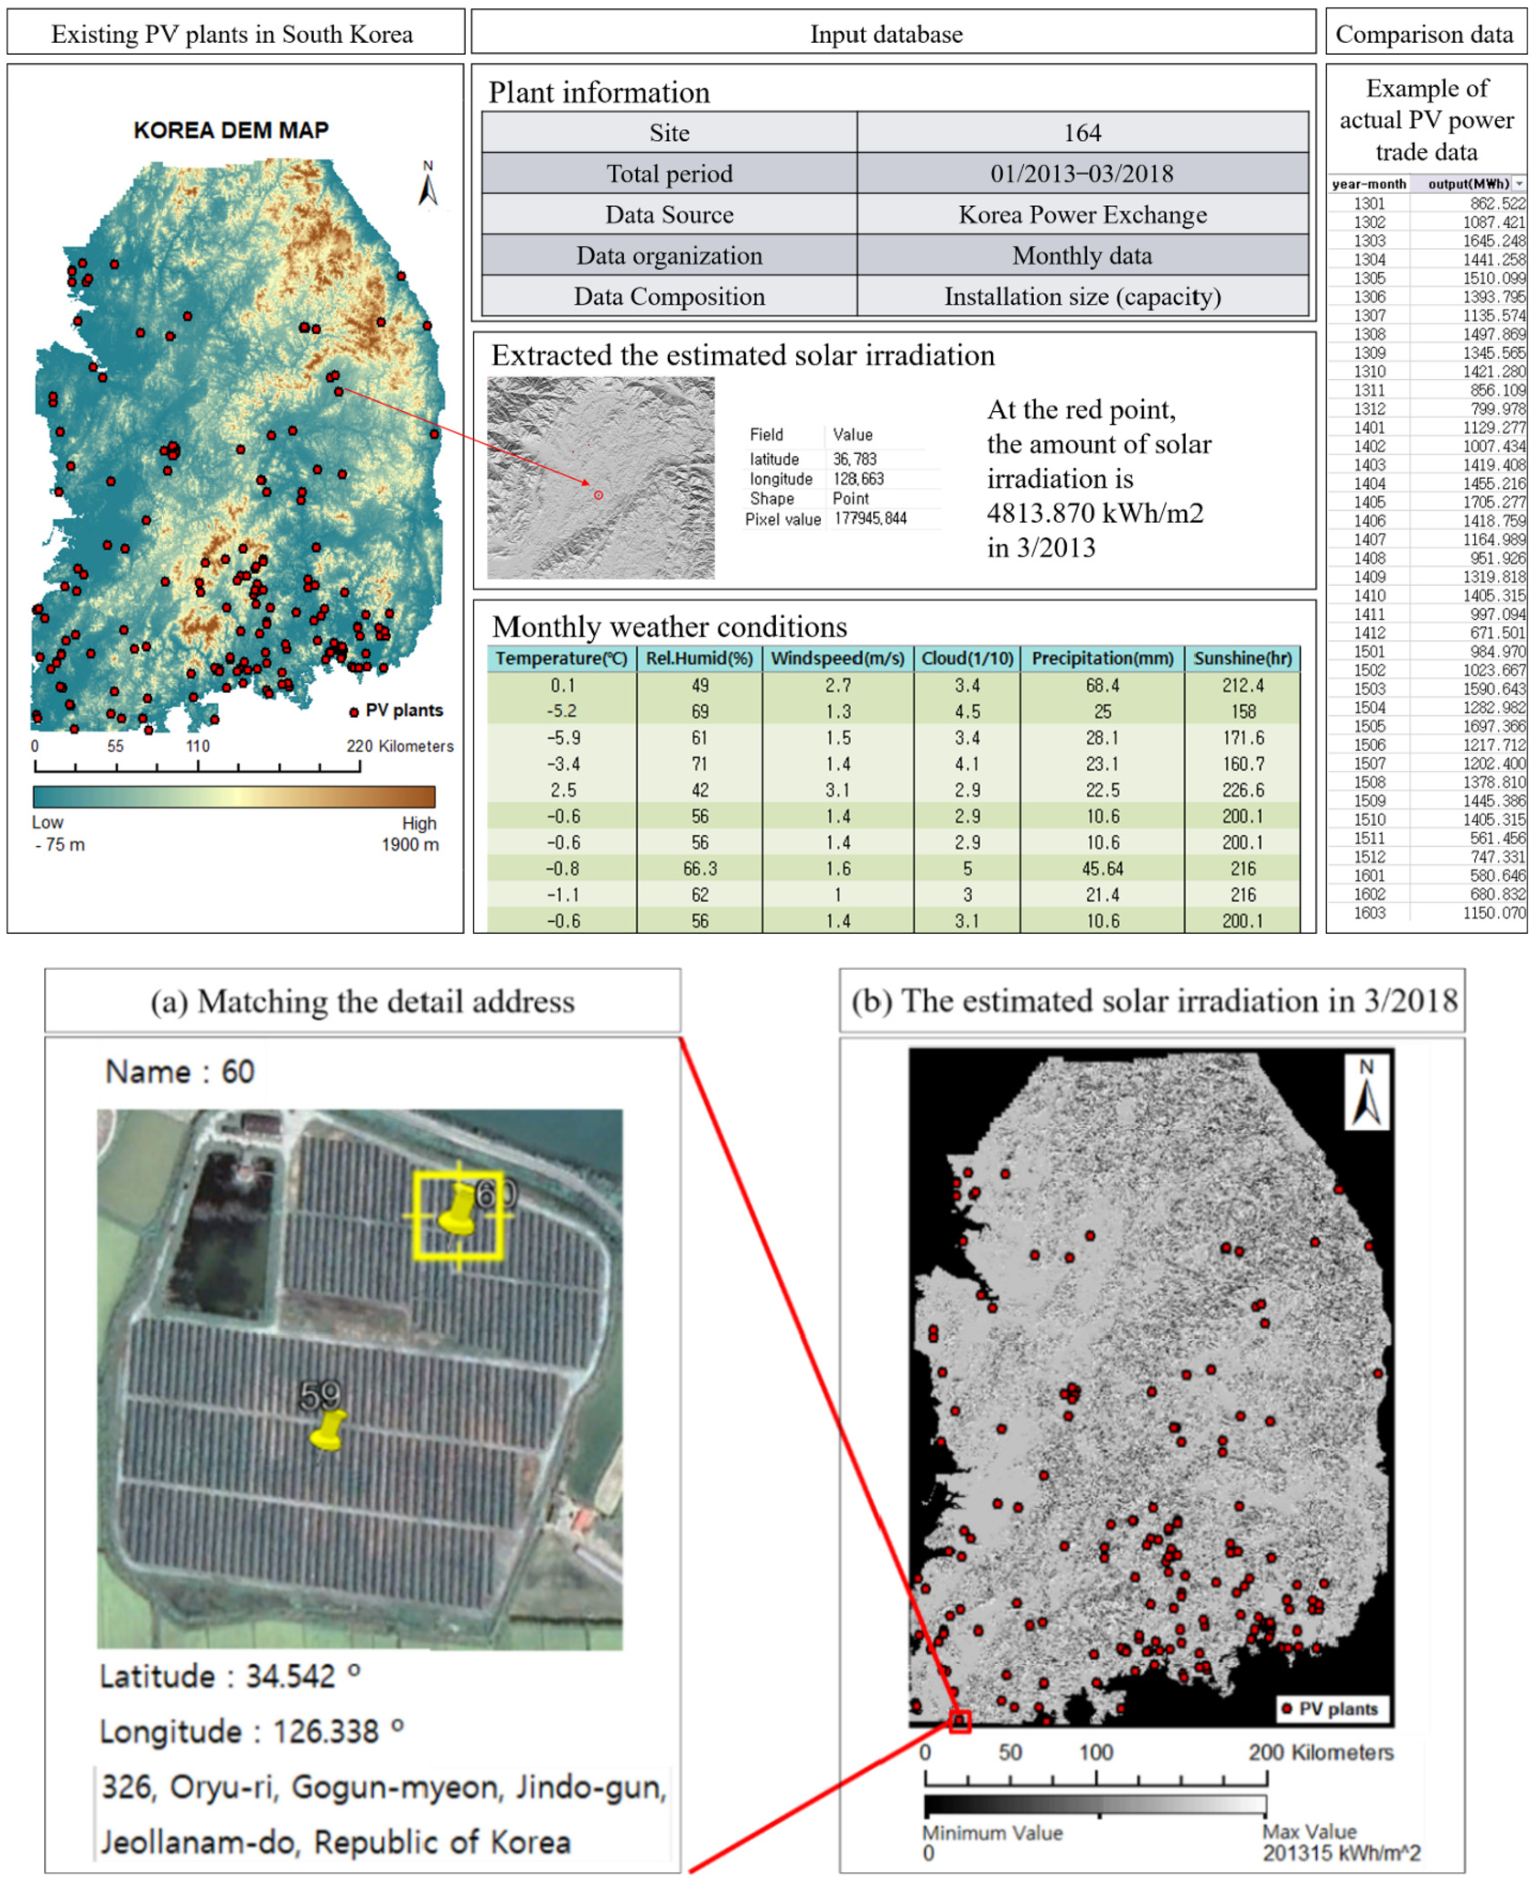 Existing PV plants in South Korea
Input database
Comparison data
KOREA DEM MAP
N
PV plants
0 55 110 220 Kilometers
Low High
- 75 m 1900 m
Plant information
Site 164
Total period 01/2013−03/2018
Data Source Korea Power Exchange
Data organization Monthly data
Data Composition Installation size (capacity)
Extracted the estimated solar irradiation
Field Value
latitude 36,783
longitude 128,663
Shape Point
Pixel value 177945,844
At the red point,
the amount of solar
irradiation is
4813.870 kWh/m2
in 3/2013
Monthly weather conditions
Temperature(℃) Rel.Humid(%) Windspeed(m/s) Cloud(1/10) Precipitation(mm) Sunshine(hr)
0.1 49 2.7 3.4 68.4 212.4
-5.2 69 1.3 4.5 25 158
-5.9 61 1.5 3.4 28.1 171.6
-3.4 71 1.4 4.1 23.1 160.7
2.5 42 3.1 2.9 22.5 226.6
-0.6 56 1.4 2.9 10.6 200.1
-0.6 56 1.4 2.9 10.6 200.1
-0.8 66.3 1.6 5 45.64 216
-1.1 62 1 3 21.4 216
-0.6 56 1.4 3.1 10.6 200.1
Example of
actual PV power
trade data
year-month output(MWh)
1301 862.522
1302 1087.421
1303 1645.248
1304 1441.258
1305 1510.099
1306 1393.795
1307 1135.574
1308 1497.869
1309 1345.565
1310 1421.280
1311 856.109
1312 799.978
1401 1129.277
1402 1007.434
1403 1419.408
1404 1455.216
1405 1705.277
1406 1418.759
1407 1164.989
1408 951.926
1409 1319.818
1410 1405.315
1411 997.094
1412 671.501
1501 984.970
1502 1023.667
1503 1590.643
1504 1282.982
1505 1697.366
1506 1217.712
1507 1202.400
1508 1378.810
1509 1445.386
1510 1405.315
1511 561.456
1512 747.331
1601 580.646
1602 680.832
1603 1150.070
(a) Matching the detail address
Name : 60
60
59
Latitude : 34.542 °
Longitude : 126.338 °
326, Oryu-ri, Gogun-myeon, Jindo-gun,
Jeollanam-do, Republic of Korea
(b) The estimated solar irradiation in 3/2018
N
PV plants
0 50 100 200 Kilometers
Minimum Value Max Value
0 201315 kWh/m^2